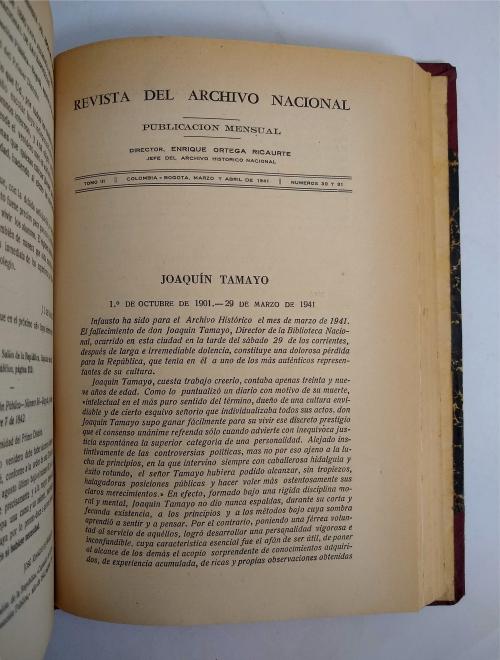 REVISTA DEL ARCHIVO NACIONAL
PUBLICACION MENSUAL
DIRECTOR, ENRIQUE ORTEGA RICAURTE
JEFE DEL ARCHIVO HISTORICO NACIONAL
TOMO III | COLOMBIA - BOGOTA, MARZO Y ABRIL DE 1941 | NUMEROS 30 Y 31
JOAQUÍN TAMAYO
1.º DE OCTUBRE DE 1901.—29 DE MARZO DE 1941
Infausto ha sido para el Archivo Histórico el mes de marzo de 1941.
El fallecimiento de don Joaquín Tamayo, Director de la Biblioteca Nacio-
nal, ocurrido en esta ciudad en la tarde del sábado 29 de los corrientes,
después de larga e irremediable dolencia, constituye una dolorosa pérdida
para la República, que tenía en él a uno de los más auténticos represen-
tantes de su cultura.
Joaquín Tamayo, cuesta trabajo creerlo, contaba apenas treinta y nue-
ve años de edad. Como lo puntualizó un diario con motivo de su muerte,
«intelectual en el más puro sentido del término, dueño de una cultura envi-
diable y de cierto esquivo señorío que individualizaba todos sus actos, don
Joaquín Tamayo supo ganar fácilmente para su vivir ese discreto prestigio
que el consenso unánime refrenda sólo cuando advierte con inequívoca jus-
ticia espontánea la superior categoría de una personalidad. Alejado ins-
tintivamente de las controversias políticas, mas no por eso ajeno a la lu-
cha de principios, en la que intervino siempre con caballerosa hidalguía y
éxito rotundo, el señor Tamayo hubiera podido alcanzar, sin tropiezos,
halagadoras posiciones públicas y hacer valer más ostentosamente sus
claros merecimientos.» En efecto, formado bajo una rígida disciplina mo-
ral y mental, Joaquín Tamayo no dio nunca espaldas, durante su corta y
fecunda existencia, a los principios y a los métodos bajo cuya sombra
aprendió a sentir y a pensar. Por el contrario, poniendo una férrea volun-
tad al servicio de aquéllos, logró desarrollar una personalidad vigorosa e
inconfundible, cuya característica esencial fue el afán de ser útil, de poner
al alcance de los demás el acopio sorprendente de conocimientos adquiri-
dos, de experiencia acumulada, de ricas y propias observaciones obtenidas